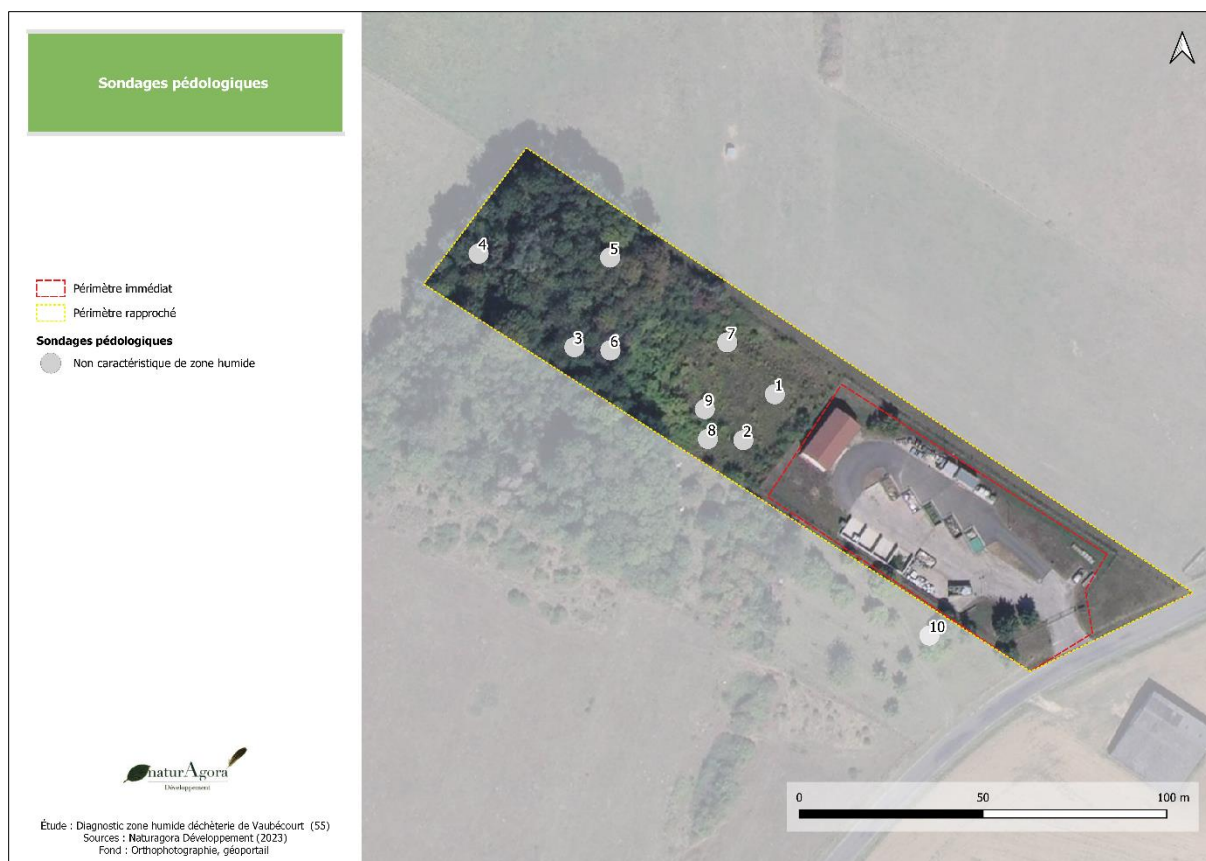 Sondages pédologiques
Périmètre immédiat
Périmètre rapproché
Sondages pédologiques
Non caractéristique de zone humide
naturAgora
Développement
Étude : Diagnostic zone humide déchèterie de Vaubécourt (55)
Sources : Naturagora Développement (2023)
Fond : Orthophotographie, géoportail
4
5
7
3
6
1
9
8
2
10
0
50
100 m